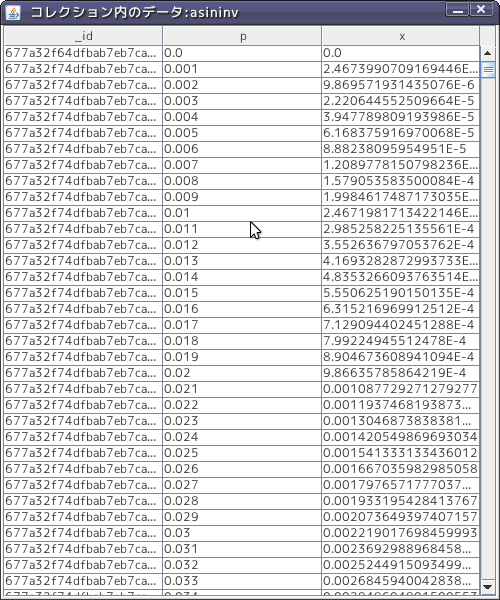 コレクション内のデータ:asininv
_id p x
677a32f64dfbab7eb7ca... 0.0 0.0
677a32f74dfbab7eb7ca... 0.001 2.4673990709169446E...
677a32f74dfbab7eb7ca... 0.002 9.869571931435076E-6
677a32f74dfbab7eb7ca... 0.003 2.220644552509664E-5
677a32f74dfbab7eb7ca... 0.004 3.947789809193986E-5
677a32f74dfbab7eb7ca... 0.005 6.168375916970068E-5
677a32f74dfbab7eb7ca... 0.006 8.88238095954951E-5
677a32f74dfbab7eb7ca... 0.007 1.2089778150798236E...
677a32f74dfbab7eb7ca... 0.008 1.579053583500084E-4
677a32f74dfbab7eb7ca... 0.009 1.9984617487173035E...
677a32f74dfbab7eb7ca... 0.01 2.4671981713422146E...
677a32f74dfbab7eb7ca... 0.011 2.985258225135561E-4
677a32f74dfbab7eb7ca... 0.012 3.552636797053762E-4
677a32f74dfbab7eb7ca... 0.013 4.1693282872993733E...
677a32f74dfbab7eb7ca... 0.014 4.8353266093763514E...
677a32f74dfbab7eb7ca... 0.015 5.550625190150135E-4
677a32f74dfbab7eb7ca... 0.016 6.315216969912512E-4
677a32f74dfbab7eb7ca... 0.017 7.129094402451288E-4
677a32f74dfbab7eb7ca... 0.018 7.99224945512478E-4
677a32f74dfbab7eb7ca... 0.019 8.904673608941094E-4
677a32f74dfbab7eb7ca... 0.02 9.86635785864219E-4
677a32f74dfbab7eb7ca... 0.021 0.001087729271279277
677a32f74dfbab7eb7ca... 0.022 0.0011937468193873...
677a32f74dfbab7eb7ca... 0.023 0.0013046873838381...
677a32f74dfbab7eb7ca... 0.024 0.0014205498696930​34
677a32f74dfbab7eb7ca... 0.025 0.001541333133436012
677a32f74dfbab7eb7ca... 0.026 0.001667035982985058
677a32f74dfbab7eb7ca... 0.027 0.0017976571777037...
677a32f74dfbab7eb7ca... 0.028 0.001933195428413767
677a32f74dfbab7eb7ca... 0.029 0.002073649397407157
677a32f74dfbab7eb7ca... 0.03 0.002219017698459993
677a32f74dfbab7eb7ca... 0.031 0.0023692988968458...
677a32f74dfbab7eb7ca... 0.032 0.0025244915093499...
677a32f74dfbab7eb7ca... 0.033 0.0026845940042838...